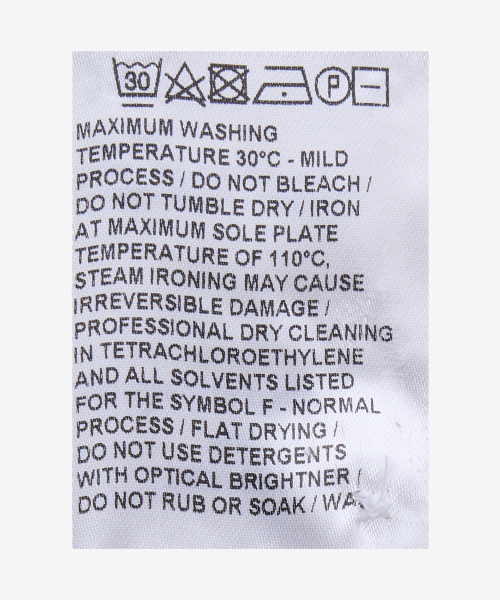 30 P
MAXIMUM WASHING
TEMPERATURE 30°C - MILD
PROCESS / DO NOT BLEACH /
DO NOT TUMBLE DRY / IRON
AT MAXIMUM SOLE PLATE
TEMPERATURE OF 110°C,
STEAM IRONING MAY CAUSE
IRREVERSIBLE DAMAGE /
PROFESSIONAL DRY CLEANING
IN TETRACHLOROETHYLENE
AND ALL SOLVENTS LISTED
FOR THE SYMBOL F - NORMAL
PROCESS / FLAT DRYING /
DO NOT USE DETERGENTS
WITH OPTICAL BRIGHTNER /
DO NOT RUB OR SOAK /